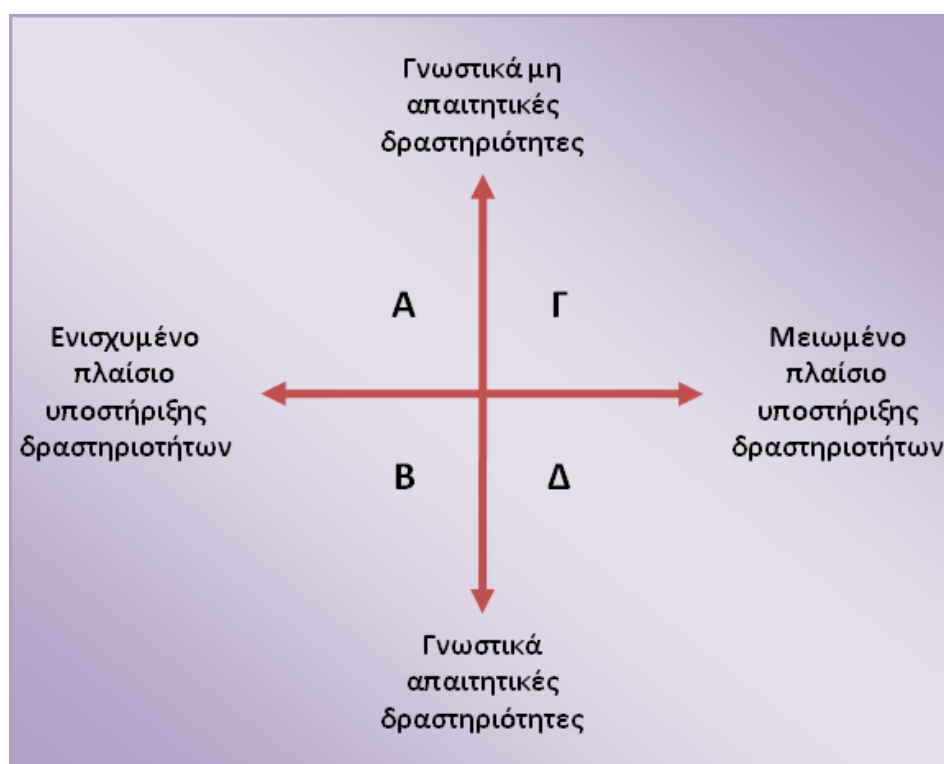 Γνωστικά μη
απαιτητικές
δραστηριότητες
Α
Γ
Ενισχυμένο
πλαίσιο
υποστήριξης
δραστηριοτήτων
Μειωμένο
πλαίσιο
υποστήριξης
δραστηριοτήτων
Β
Δ
Γνωστικά
απαιτητικές
δραστηριότητες